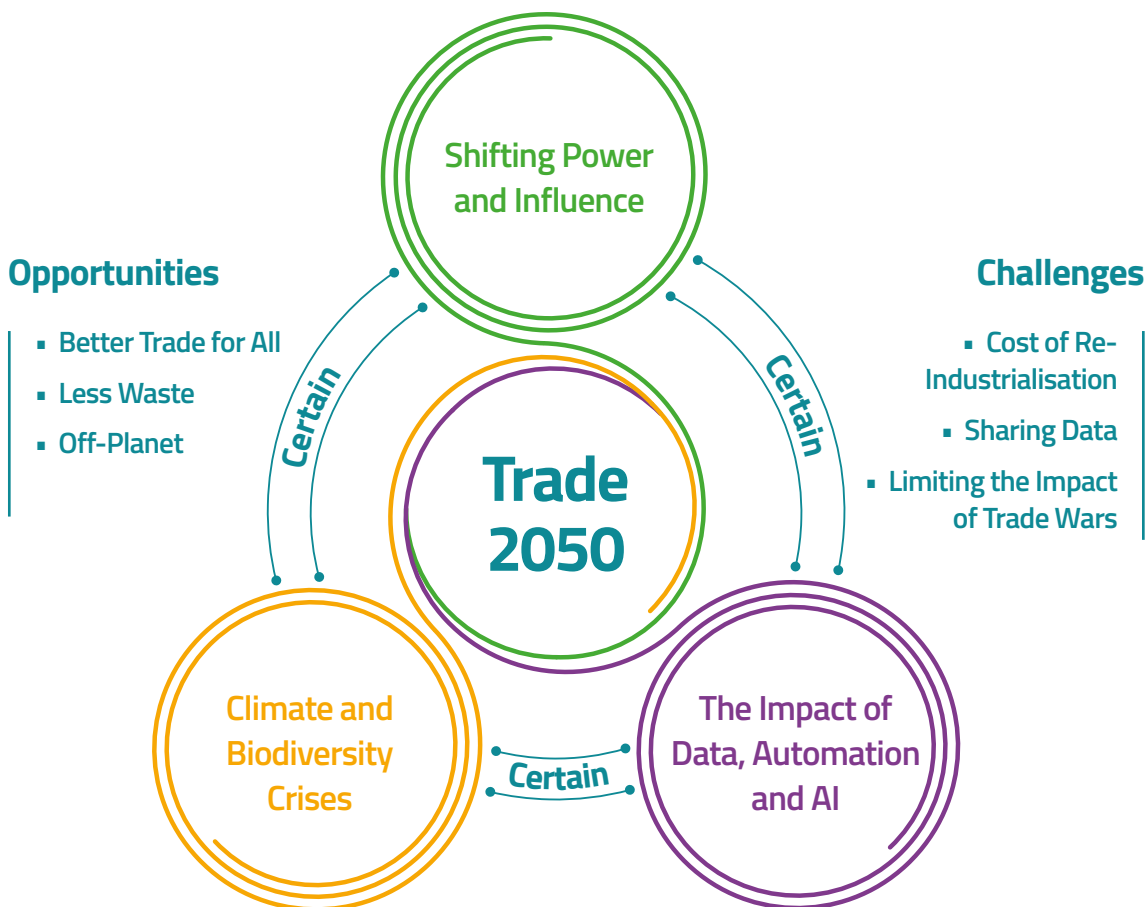 Shifting Power
and Influence
Opportunities
▪ Better Trade for All
▪ Less Waste
▪ Off-Planet
Certain
Certain
Challenges
▪ Cost of Re-
Industrialisation
▪ Sharing Data
▪ Limiting the Impact
of Trade Wars
Trade
2050
Climate and
Biodiversity
Crises
Certain
The Impact of
Data, Automation
and AI